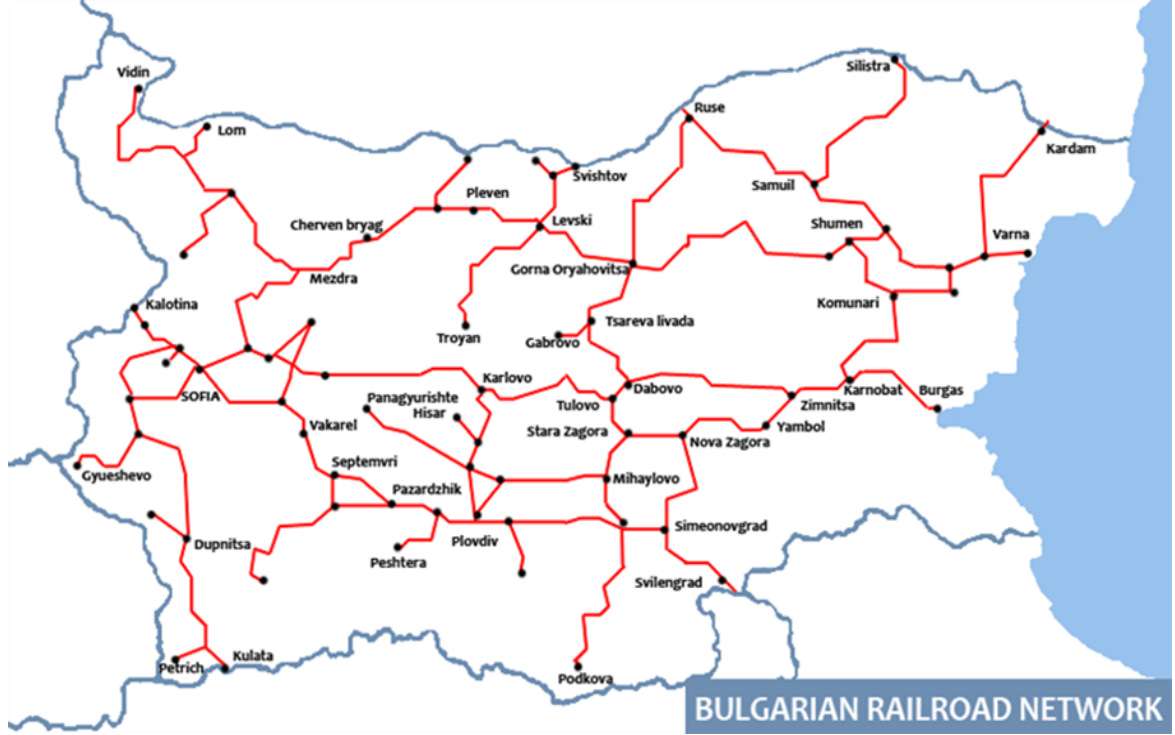 Vidin
Silistra
Lom
Ruse
Kardam
Svishtov
Samuil
Pleven
Cherven bryag
Levski
Shumen
Varna
Mezdra
Gorna Oryahovitsa
Kalotina
Komunari
Troyan
Gabrovo
Tsareva livada
SOFIA
Karlovo
Panagyurishte
Hisar
Tulovo
Dabovo
Zimnitsa
Karnobat
Burgas
Vakarel
Stara Zagora
Nova Zagora
Yambol
Gyueshevo
Septemvri
Pazardzhik
Mihaylovo
Dupnitsa
Peshtera
Plovdiv
Simeonovgrad
Svilengrad
Petrich
Kulata
Podkova
BULGARIAN RAILROAD NETWORK